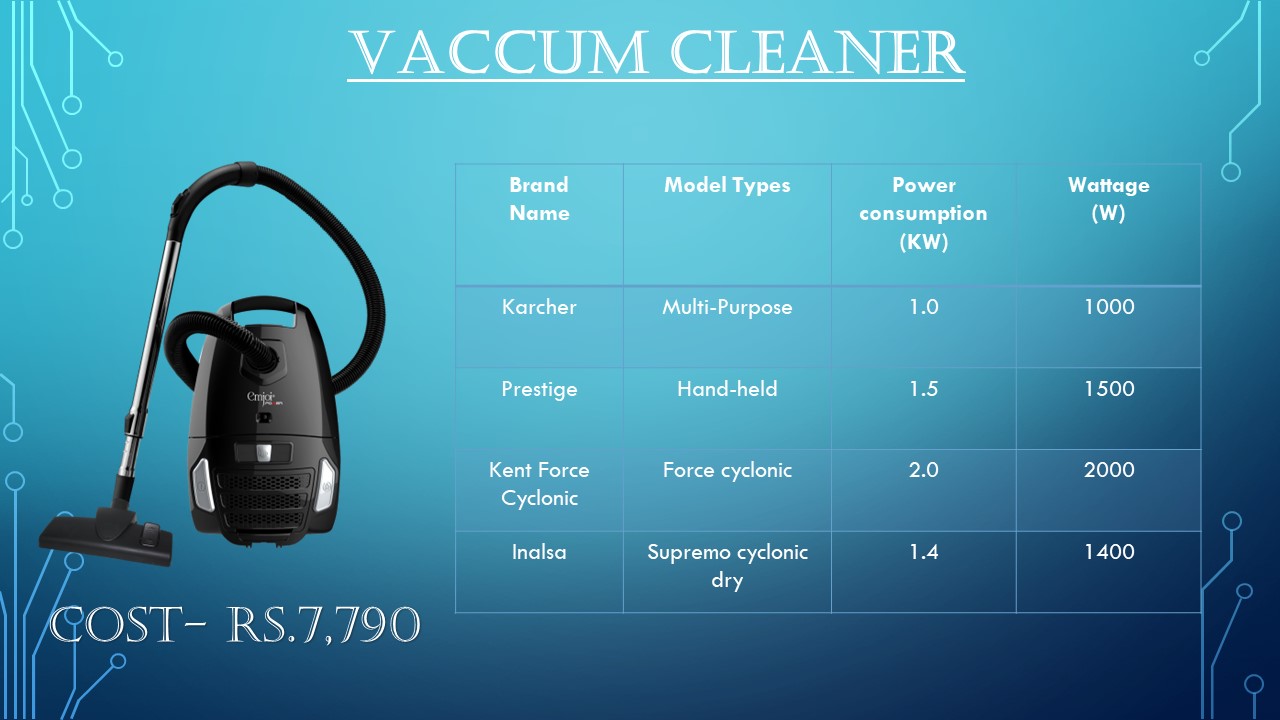 VACCUM CLEANER
Brand Name
Model Types
Power consumption (KW)
Wattage (W)
Karcher
Multi-Purpose
1.0
1000
Prestige
Hand-held
1.5
1500
Kent Force Cyclonic
Force cyclonic
2.0
2000
Inalsa
Supremo cyclonic dry
1.4
1400
Emjoi
COST- RS.7,790